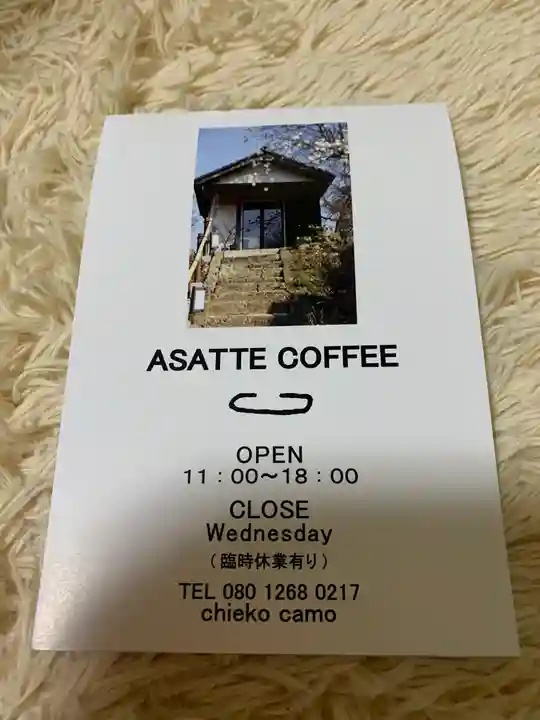 ASATTE COFFEE
OPEN
11：00～18：00
CLOSE
Wednesday
（臨時休業有り）
TEL 080 1268 0217
chieko camo